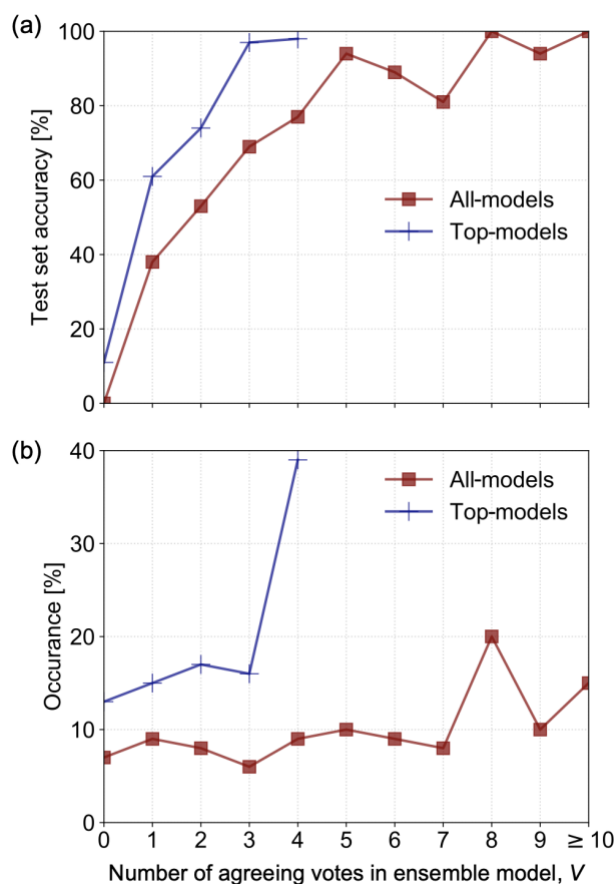 (a)
100
80
60
40
20
0
Test set accuracy [%]
All-models
Top-models
(b)
40
30
20
10
0
Occurance [%]
All-models
Top-models
0 1 2 3 4 5 6 7 8 9 ≥ 10
Number of agreeing votes in ensemble model, V